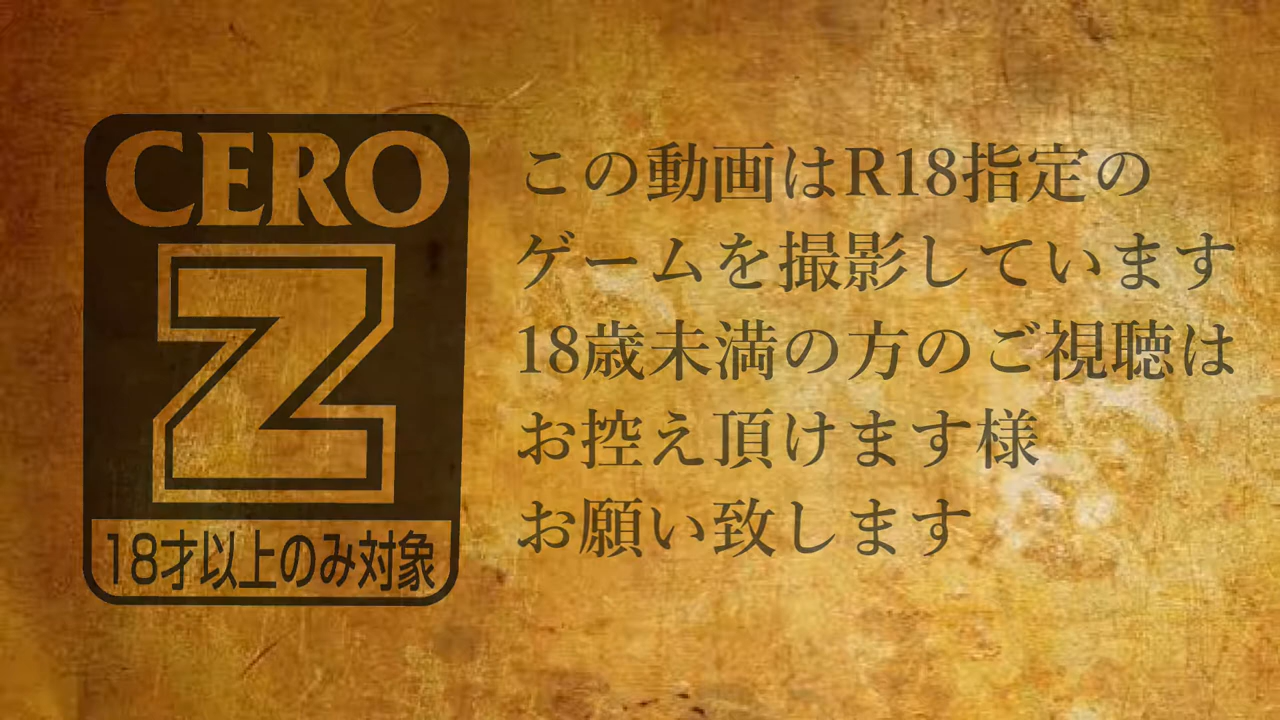 CERO
Z
18才以上のみ対象
この動画はR18指定の
ゲームを撮影しています
18歳未満の方のご視聴は
お控え頂けます様
お願い致します